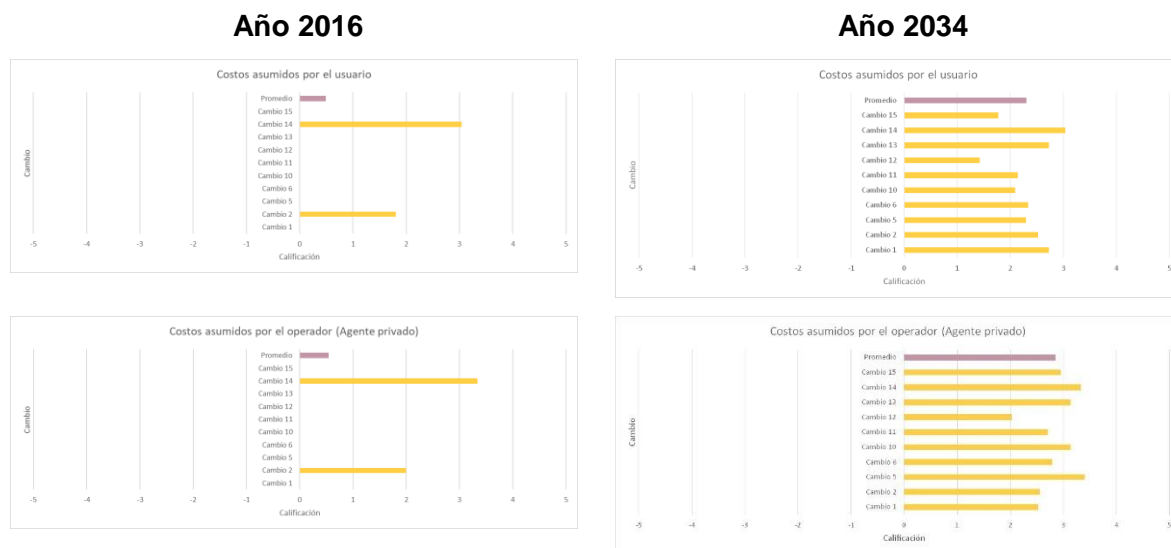 Año 2016
Año 2034
Costos asumidos por el usuario
Cambio
Promedio
Cambio 15
Cambio 14
Cambio 13
Cambio 12
Cambio 11
Cambio 10
Cambio 6
Cambio 5
Cambio 2
Cambio 1
-5 -4 -3 -2 -1 0 1 2 3 4 5
Calificación
Costos asumidos por el usuario
Cambio
Promedio
Cambio 15
Cambio 14
Cambio 13
Cambio 12
Cambio 11
Cambio 10
Cambio 6
Cambio 5
Cambio 2
Cambio 1
-5 -4 -3 -2 -1 0 1 2 3 4 5
Calificación
Costos asumidos por el operador (Agente privado)
Cambio
Promedio
Cambio 15
Cambio 14
Cambio 13
Cambio 12
Cambio 11
Cambio 10
Cambio 6
Cambio 5
Cambio 2
Cambio 1
-5 -4 -3 -2 -1 0 1 2 3 4 5
Calificación
Costos asumidos por el operador (Agente privado)
Cambio
Promedio
Cambio 15
Cambio 14
Cambio 13
Cambio 12
Cambio 11
Cambio 10
Cambio 6
Cambio 5
Cambio 2
Cambio 1
-5 -4 -3 -2 -1 0 1 2 3 4 5
Calificación